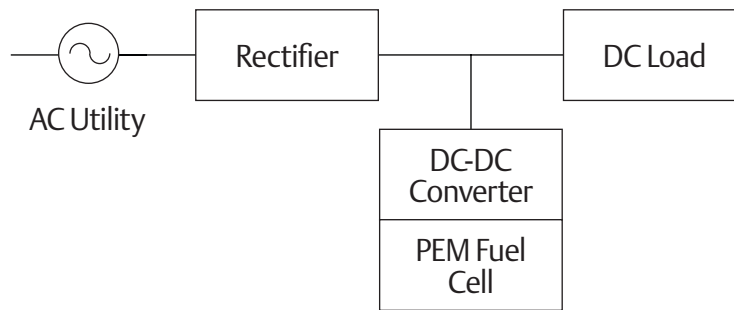 Rectifier
DC Load
AC Utility
DC-DC
Converter
PEM Fuel
Cell